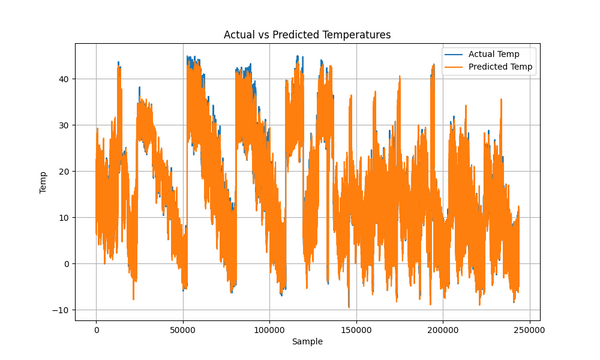 Actual vs Predicted Temperatures
Actual Temp
Predicted Temp
40
30
20
10
0
−10
Temp
0
50000
100000
150000
200000
250000
Sample